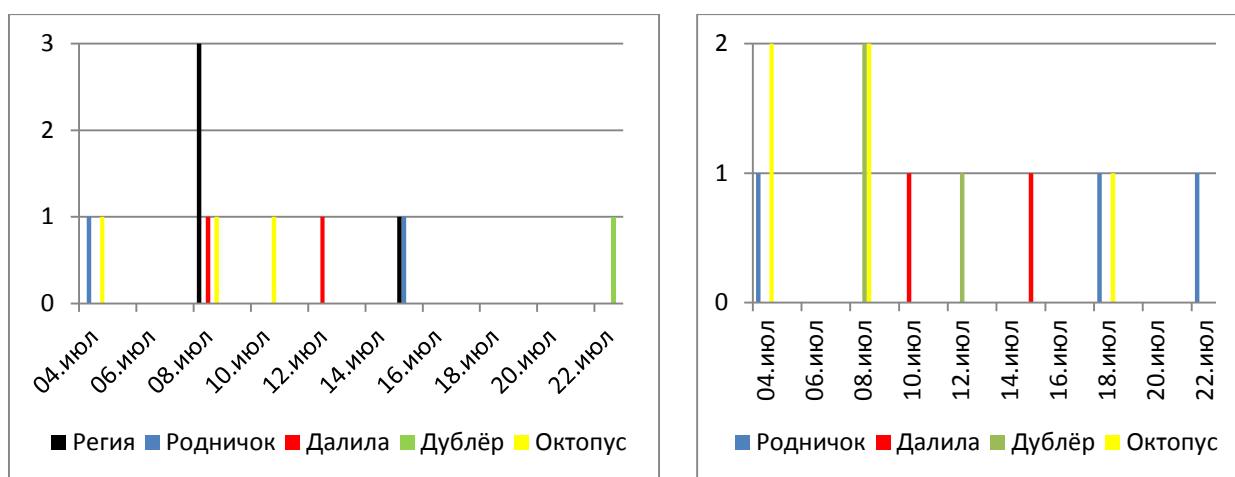 3
2
1
0
04.июл
06.июл
08.июл
10.июл
12.июл
14.июл
16.июл
18.июл
20.июл
22.июл
Регия Родничок Далила Дублёр Октопус
2
1
0
04.июл
06.июл
08.июл
10.июл
12.июл
14.июл
16.июл
18.июл
20.июл
22.июл
Родничок Далила Дублёр Октопус